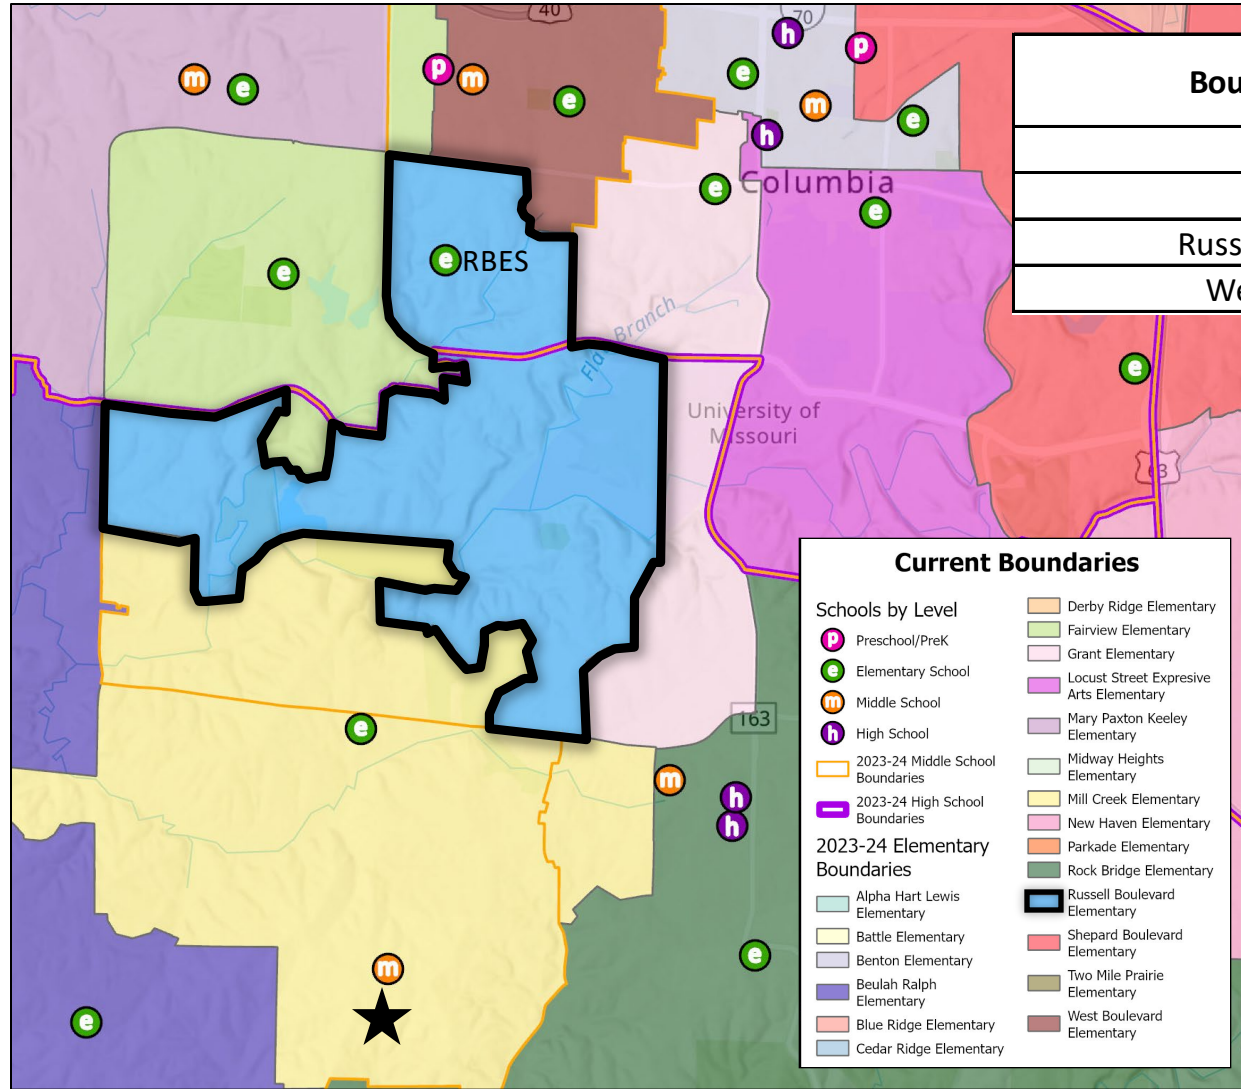 40
70
m
e
p
m
e
h
p
e
m
e
h
e
Columbia
e
e
e
RBES
Branch
e
University of
Missouri
63
163
e
m
h
h
e
m
e
Bou
Russ
We
Current Boundaries
Schools by Level
p Preschool/PreK
e Elementary School
m Middle School
h High School
2023-24 Middle School
Boundaries
2023-24 High School
Boundaries
2023-24 Elementary
Boundaries
Alpha Hart Lewis
Elementary
Battle Elementary
Benton Elementary
Beulah Ralph
Elementary
Blue Ridge Elementary
Cedar Ridge Elementary
Derby Ridge Elementary
Fairview Elementary
Grant Elementary
Locust Street Expresive
Arts Elementary
Mary Paxton Keeley
Elementary
Midway Heights
Elementary
Mill Creek Elementary
New Haven Elementary
Parkade Elementary
Rock Bridge Elementary
Russell Boulevard
Elementary
Shepard Boulevard
Elementary
Two Mile Prairie
Elementary
West Boulevard
Elementary